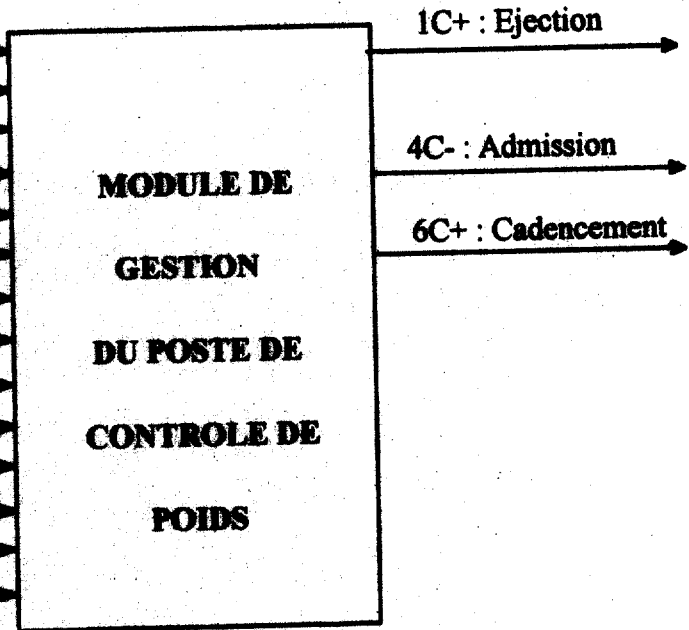 1C+ : Ejection
4C- : Admission
6C+ : Cadencement
MODULE DE
GESTION
DU POSTE DE
CONTROLE DE
POIDS